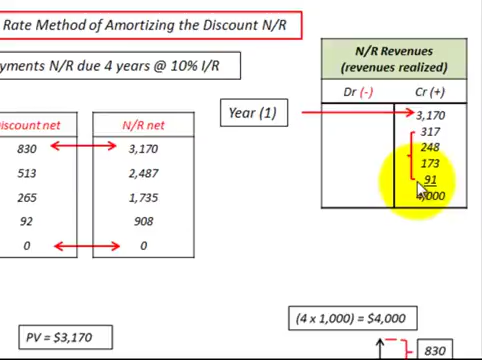 Rate Method of Amortizing the Discount N/R
yments N/R due 4 years @ 10% I/R
N/R Revenues
(revenues realized)
Dr (-) Cr (+)
Year (1)
3,170
317
248
173
91
4,000
iscount net N/R net
830 3,170
513 2,487
265 1,735
92 908
0 0
(4 x 1,000) = $4,000
PV = $3,170
830